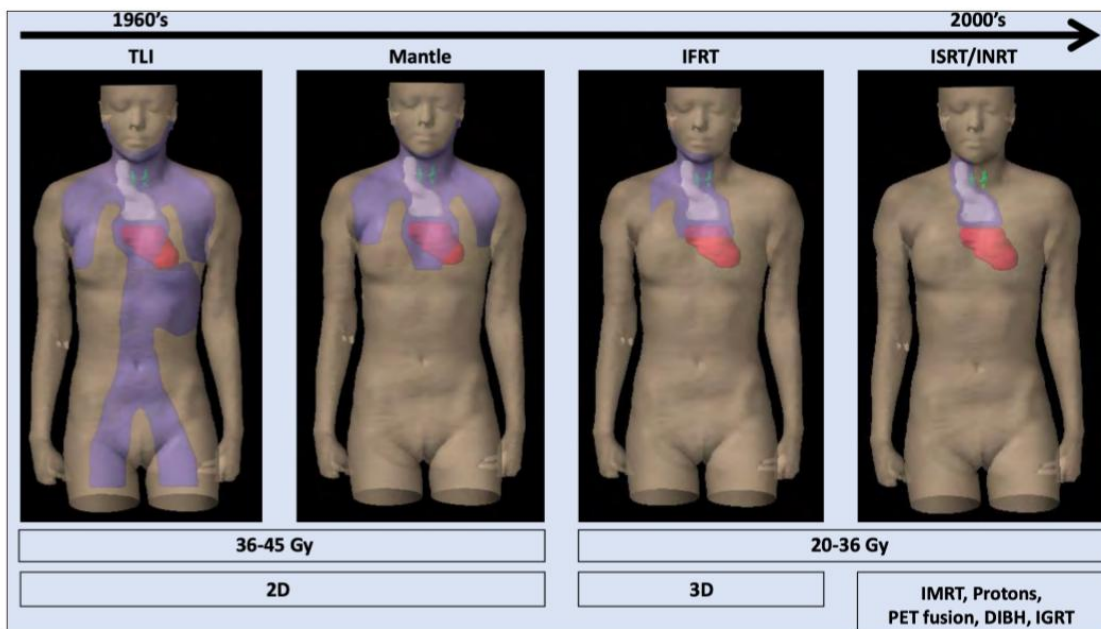 1960's 2000's
TLI Mantle IFRT ISRT/INRT
36-45 Gy 20-36 Gy
2D 3D IMRT, Protons,
PET fusion, DIBH, IGRT